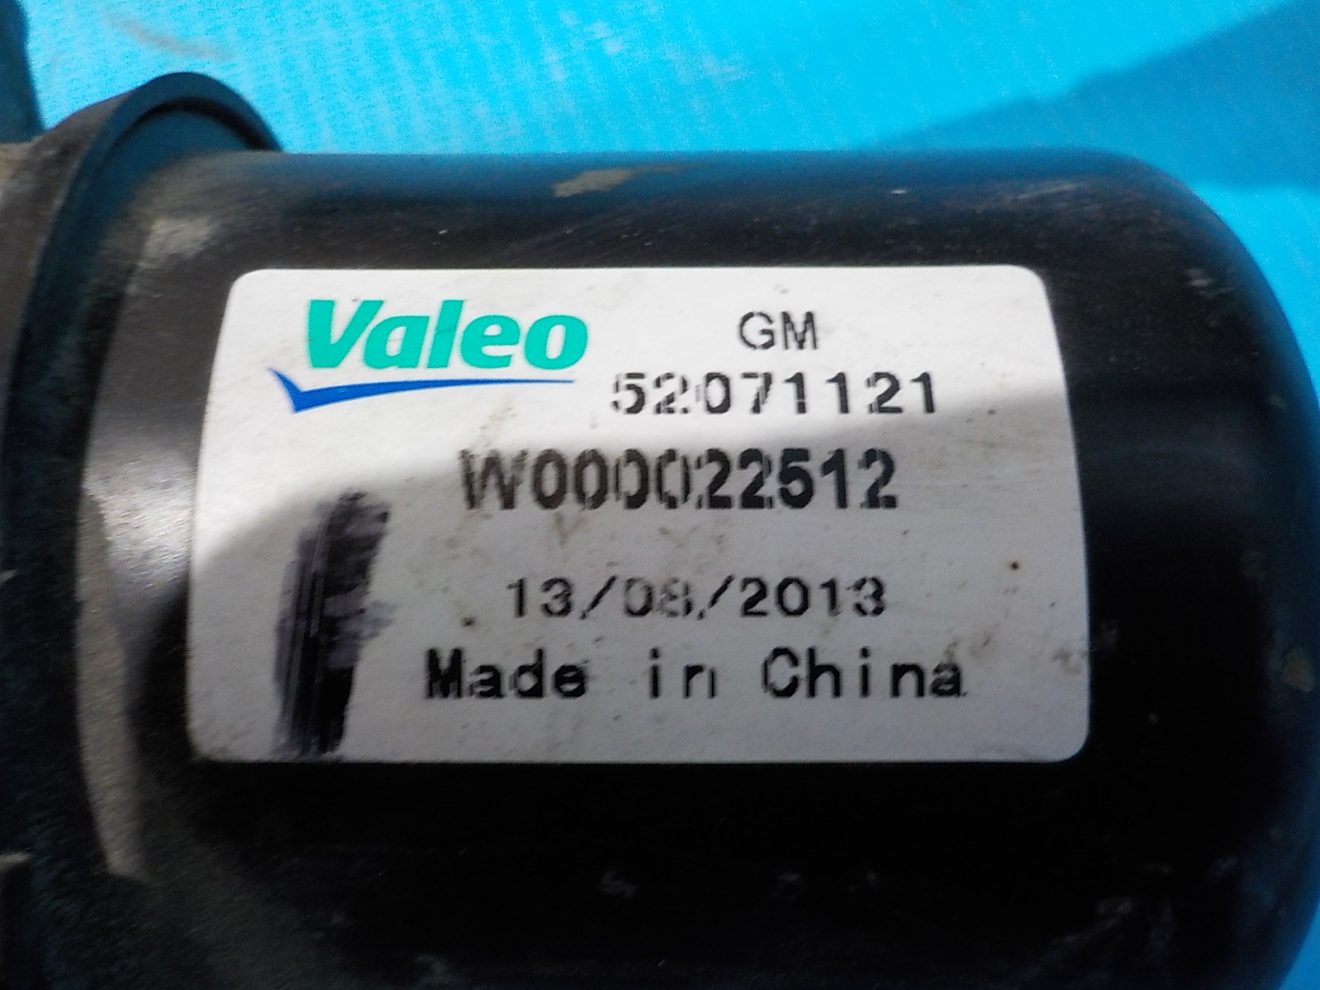 Valeo
GM
52071121
W000022512
13/08/2013
Made in China